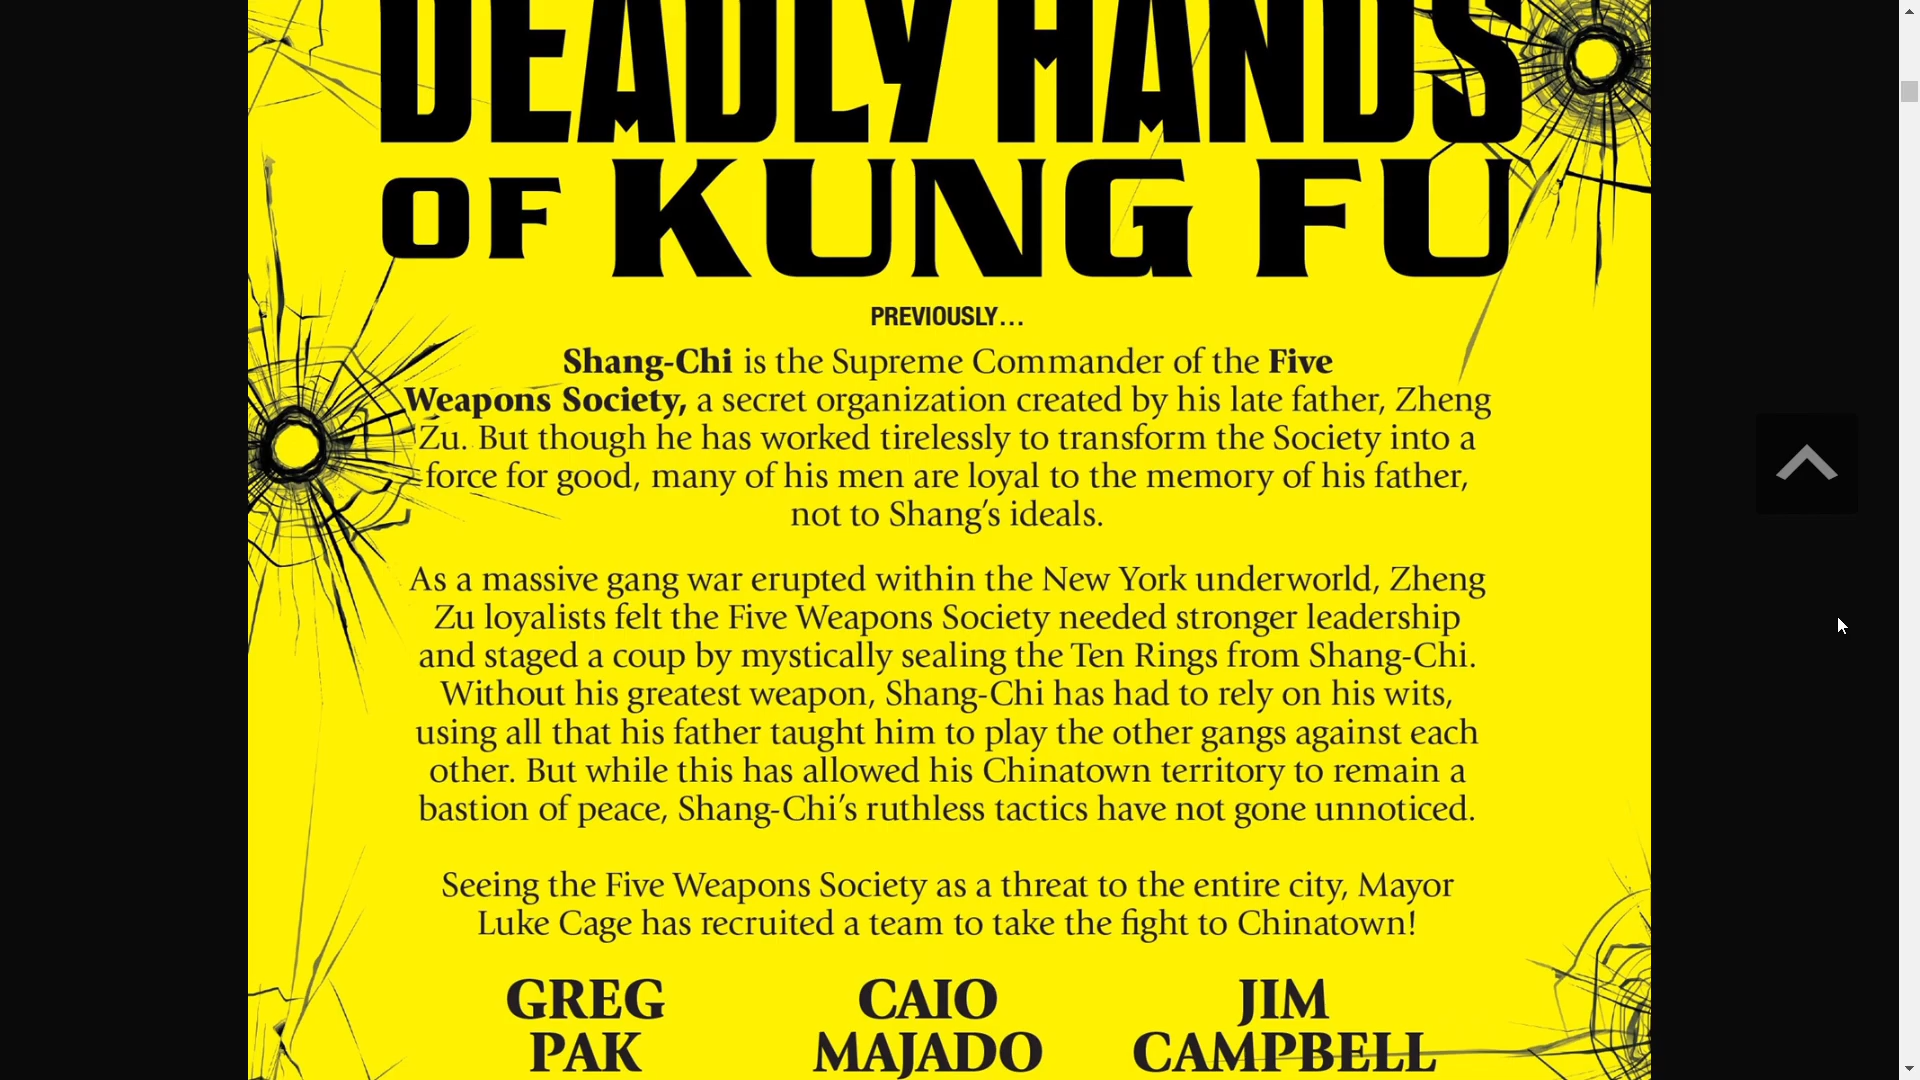 DEADLY HANDS
OF KUNG FU
PREVIOUSLY...
Shang-Chi is the Supreme Commander of the Five
Weapons Society, a secret organization created by his late father, Zheng
Zu. But though he has worked tirelessly to transform the Society into a
force for good, many of his men are loyal to the memory of his father,
not to Shang’s ideals.
As a massive gang war erupted within the New York underworld, Zheng
Zu loyalists felt the Five Weapons Society needed stronger leadership
and staged a coup by mystically sealing the Ten Rings from Shang-Chi.
Without his greatest weapon, Shang-Chi has had to rely on his wits,
using all that his father taught him to play the other gangs against each
other. But while this has allowed his Chinatown territory to remain a
bastion of peace, Shang-Chi’s ruthless tactics have not gone unnoticed.
Seeing the Five Weapons Society as a threat to the entire city, Mayor
Luke Cage has recruited a team to take the fight to Chinatown!
GREG PAK
CAIO MAJADO
JIM CAMPBELL